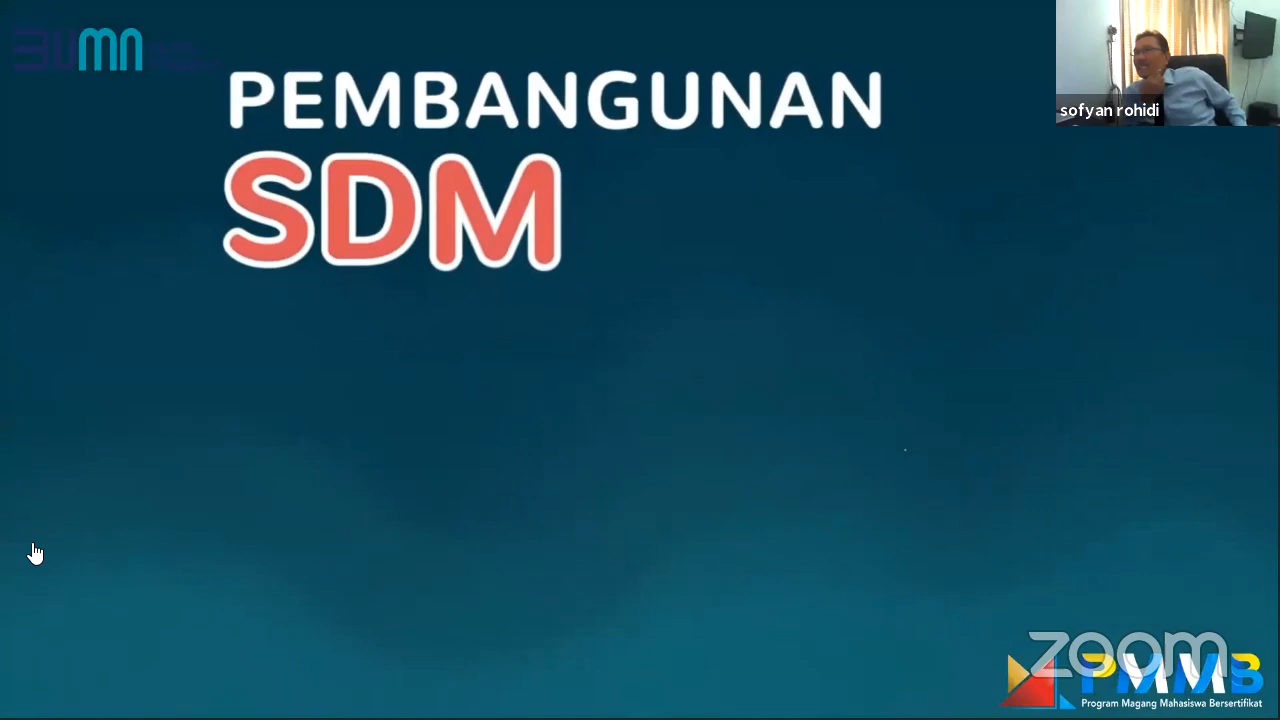 BUMN
sofyan rohidi
PEMBANGUNAN
SDM
zoom
PMMB
Program Magang Mahasiswa Bersertifikat